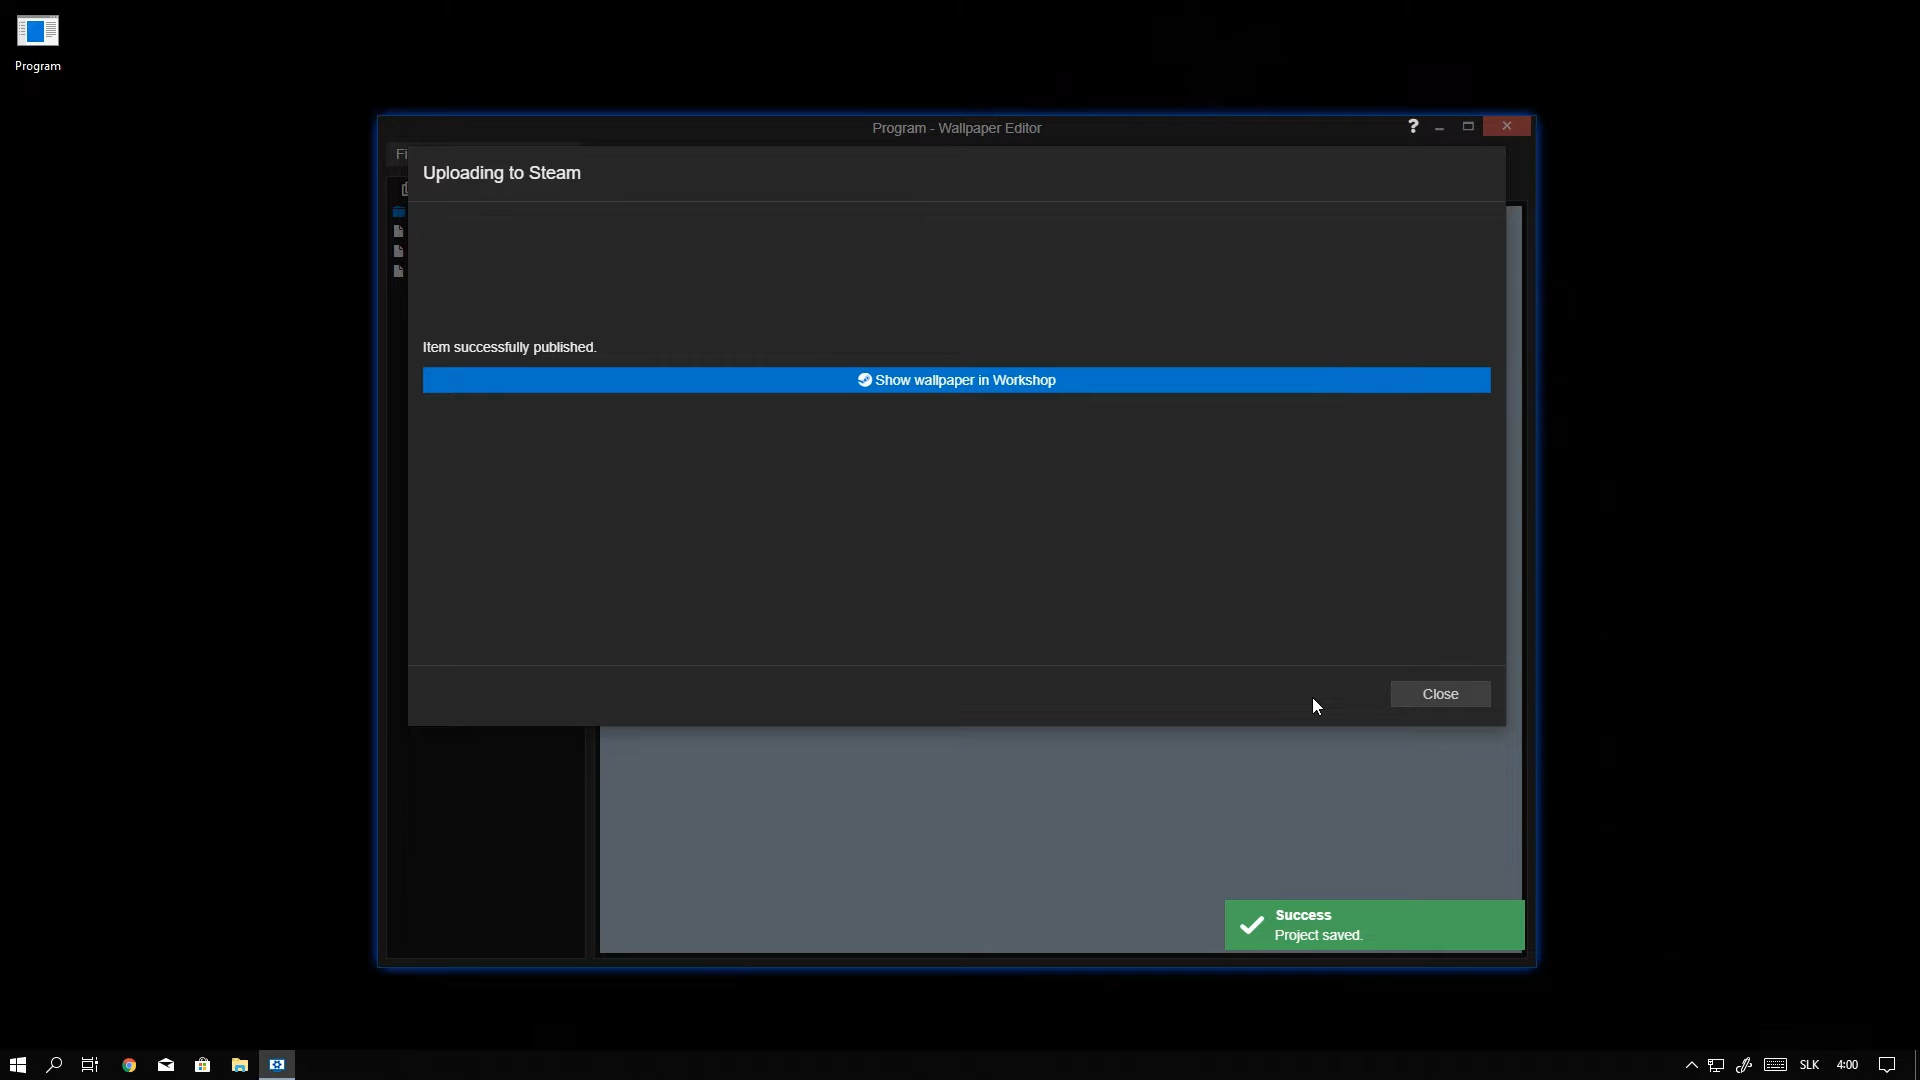 Program
Program - Wallpaper Editor
?
Fi
Uploading to Steam
Item successfully published.
Show wallpaper in Workshop
Close
Success
Project saved.
SLK
4:00